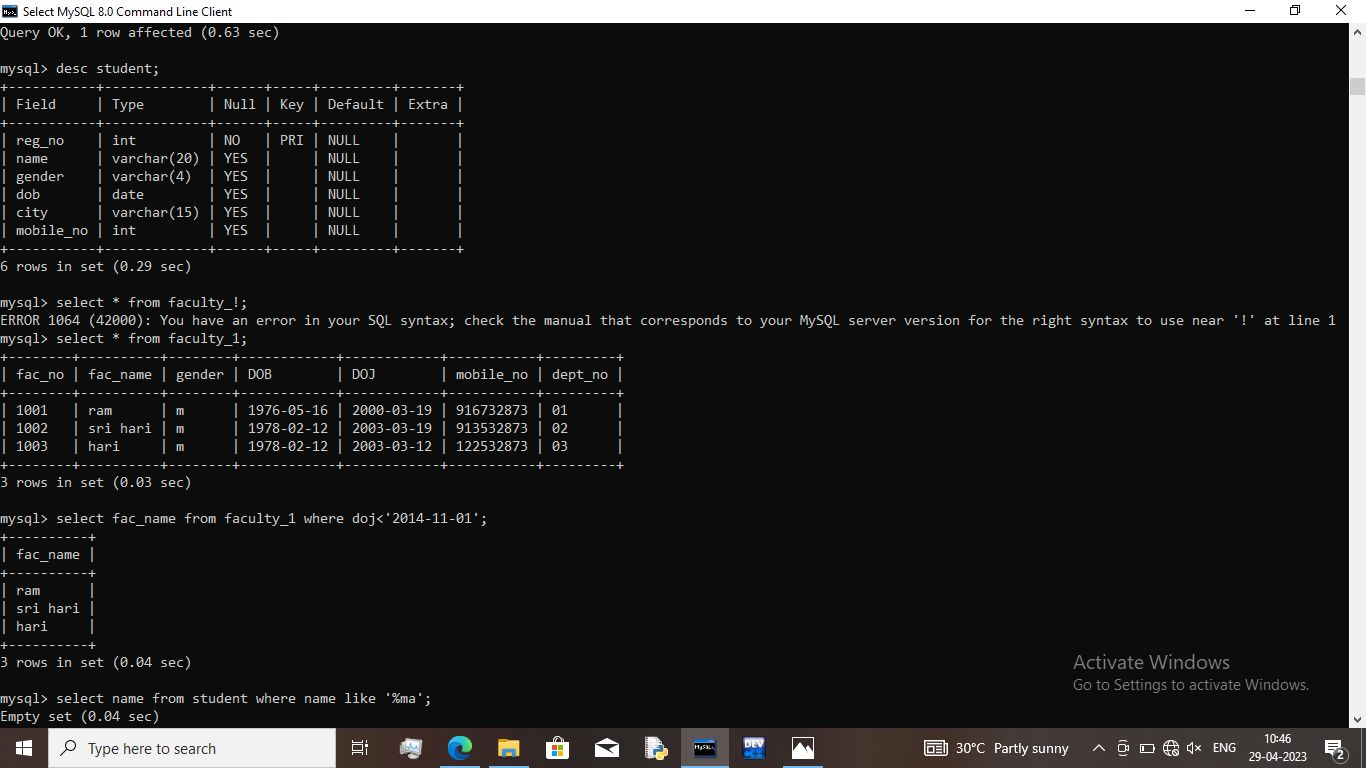 Select MySQL 8.0 Command Line Client
Query OK, 1 row affected (0.63 sec)
mysql> desc student;
+-----------+-------------+------+-----+---------+-------+
| Field     | Type        | Null | Key | Default | Extra |
+-----------+-------------+------+-----+---------+-------+
| reg_no    | int         | NO   | PRI | NULL    |       |
| name      | varchar(20) | YES  |     | NULL    |       |
| gender    | varchar(4)  | YES  |     | NULL    |       |
| dob       | date        | YES  |     | NULL    |       |
| city      | varchar(15) | YES  |     | NULL    |       |
| mobile_no | int         | YES  |     | NULL    |       |
+-----------+-------------+------+-----+---------+-------+
6 rows in set (0.29 sec)
mysql> select * from faculty_!;
ERROR 1064 (42000): You have an error in your SQL syntax; check the manual that corresponds to your MySQL server version for the right syntax to use near '!' at line 1
mysql> select * from faculty_1;
+--------+----------+--------+------------+------------+-----------+---------+
| fac_no | fac_name | gender | DOB        | DOJ        | mobile_no | dept_no |
+--------+----------+--------+------------+------------+-----------+---------+
| 1001   | ram      | m      | 1976-05-16 | 2000-03-19 | 916732873 | 01      |
| 1002   | sri hari | m      | 1978-02-12 | 2003-03-19 | 913532873 | 02      |
| 1003   | hari     | m      | 1978-02-12 | 2003-03-12 | 122532873 | 03      |
+--------+----------+--------+------------+------------+-----------+---------+
3 rows in set (0.03 sec)
mysql> select fac_name from faculty_1 where doj<'2014-11-01';
+----------+
| fac_name |
+----------+
| ram      |
| sri hari |
| hari     |
+----------+
3 rows in set (0.04 sec)
mysql> select name from student where name like '%ma';
Empty set (0.04 sec)
Activate Windows
Go to Settings to activate Windows.
Type here to search
MySQL
DEV
30°C Partly sunny
ENG
10:46
29-04-2023
2